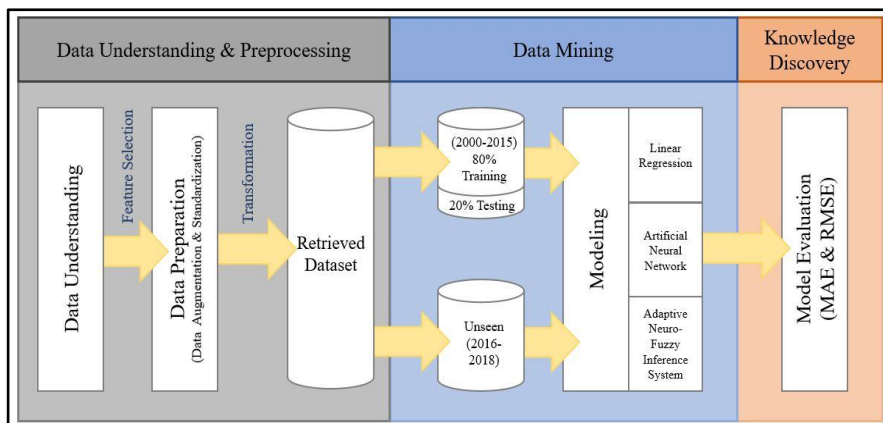 Data Understanding & Preprocessing
Data Mining
Knowledge
Discovery
Data Understanding
Feature Selection
Data Preparation
(Data Augmentation & Standardization)
Transformation
Retrieved
Dataset
(2000-2015)
80%
Training
20% Testing
Unseen
(2016-
2018)
Modeling
Linear
Regression
Artificial
Neural
Network
Adaptive
Neuro-
Fuzzy
Inference
System
Model Evaluation
(MAE & RMSE)